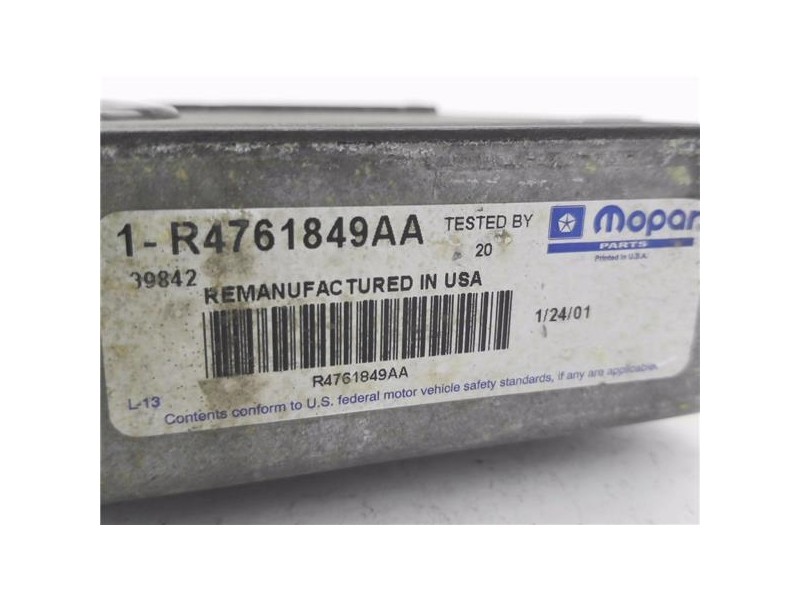 1- R4761849AA TESTED BY Mopar
20 PARTS
39842 Printed in U.S.A.
REMANUFACTURED IN USA
1/24/01
R4761849AA
L-13
Contents conform to U.S. federal motor vehicle safety standards, if any are applicable.